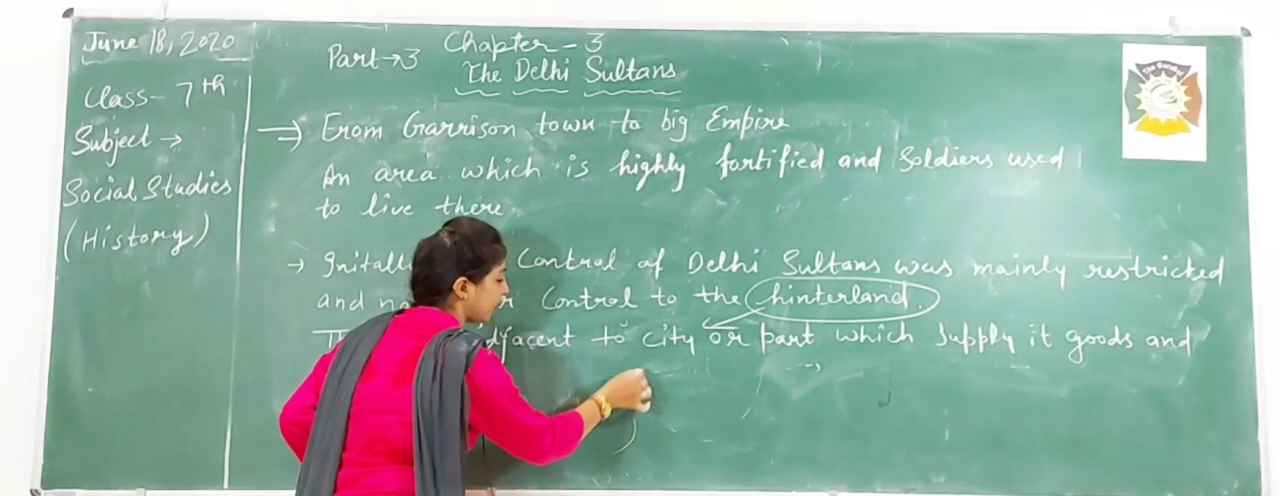 June 18, 2020
Class- 7th
Subject →
Social Studies
(History)
Part→3 Chapter - 3
The Delhi Sultans
→ From Garrison town to big Empire
An area which is highly fortified and Soldiers used
to live there
→ Control of Delhi Sultans was mainly restricted
and control to the hinterland.
djacent to city or part which supply it goods and